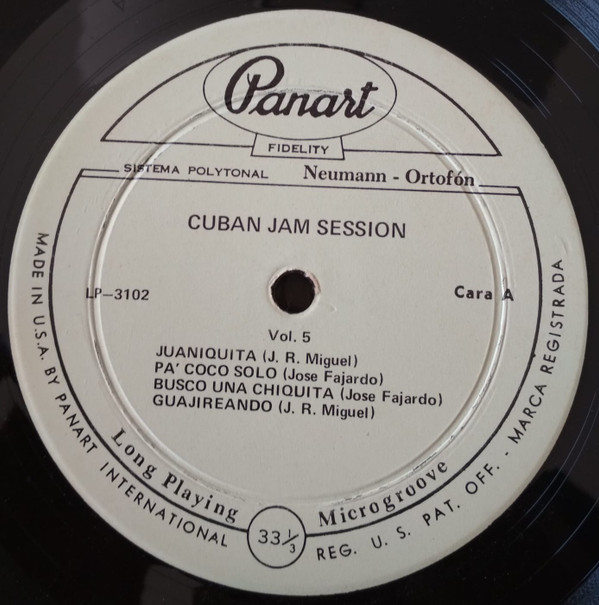 Panart
FIDELITY
SISTEMA POLYTONAL Neumann - Ortofón
CUBAN JAM SESSION
LP-3102 Cara A
Vol. 5
JUANIQUITA (J. R. Miguel)
PA' COCO SOLO (Jose Fajardo)
BUSCO UNA CHIQUITA (Jose Fajardo)
GUAJIREANDO (J. R. Miguel)
Long Playing 33 1/3 Microgroove
MADE IN U.S.A. BY PANART INTERNATIONAL
REG. U. S. PAT. OFF. - MARCA REGISTRADA